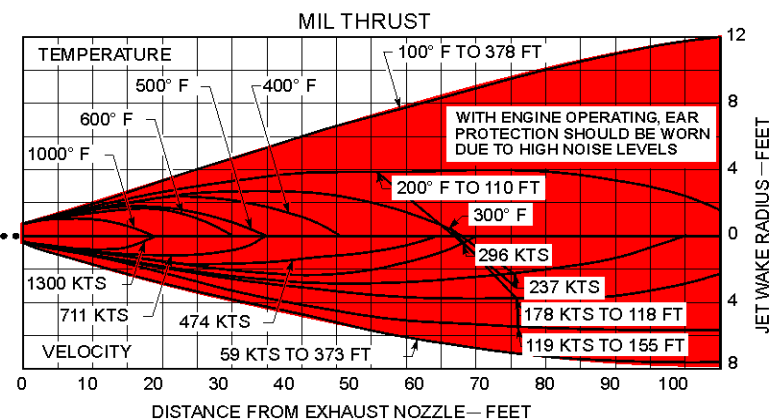 MIL THRUST
TEMPERATURE
100° F TO 378 FT
12
500° F
400° F
600° F
8
WITH ENGINE OPERATING, EAR
PROTECTION SHOULD BE WORN
DUE TO HIGH NOISE LEVELS
1000° F
4
200° F TO 110 FT
300° F
0
296 KTS
1300 KTS
237 KTS
711 KTS
474 KTS
178 KTS TO 118 FT
4
119 KTS TO 155 FT
VELOCITY
59 KTS TO 373 FT
8
JET WAKE RADIUS — FEET
0 10 20 30 40 50 60 70 80 90 100
DISTANCE FROM EXHAUST NOZZLE — FEET